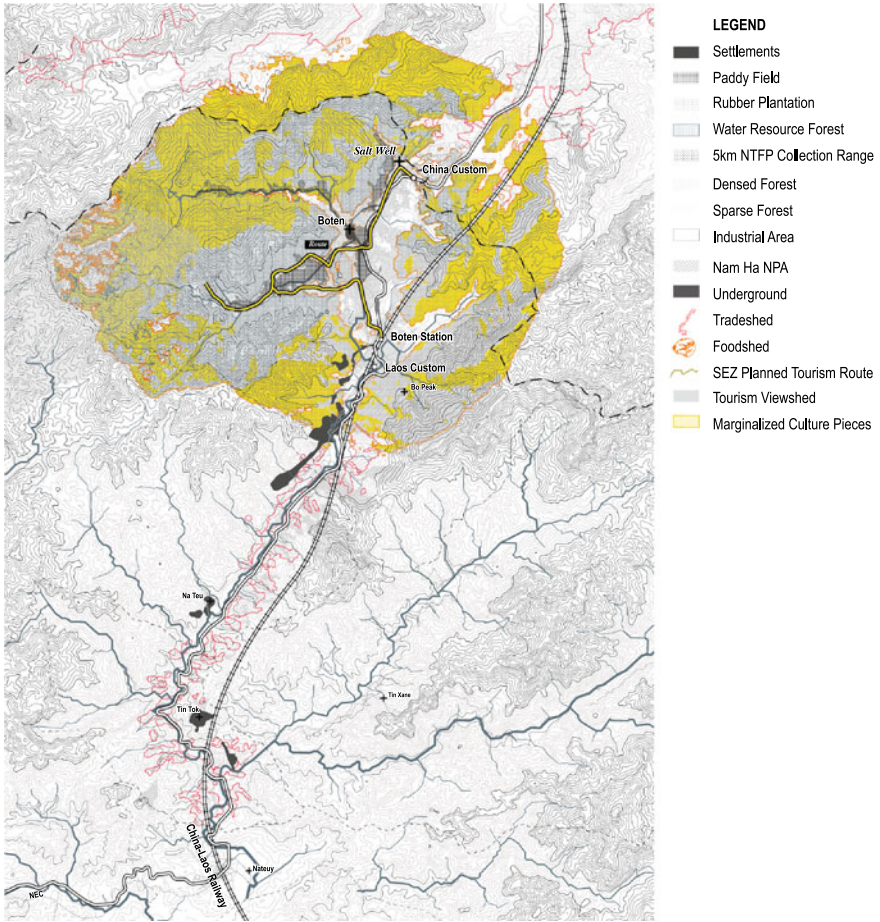 LEGEND
Settlements
Paddy Field
Rubber Plantation
Water Resource Forest
5km NTFP Collection Range
Densed Forest
Sparse Forest
Industrial Area
Nam Ha NPA
Underground
Tradeshed
Foodshed
SEZ Planned Tourism Route
Tourism Viewshed
Marginalized Culture Pieces
Salt Well
China Custom
Boten
Route
Boten Station
Laos Custom
Bo Peak
Na Teu
Tin Xane
Tin Tok
China-Laos Railway
Nateuy
NEC